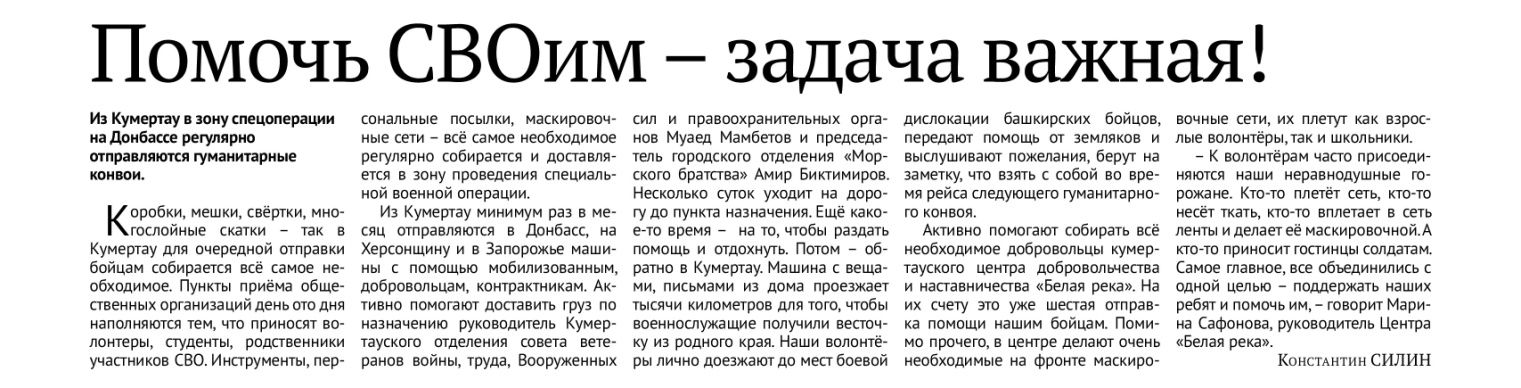 Помочь СВОим – задача важная!
Из Кумертау в зону спецоперации
на Донбассе регулярно
отправляются гуманитарные
конвои.
Коробки, мешки, свёртки, мно-
гослойные скатки – так в
Кумертау для очередной отправки
бойцам собирается всё самое не-
обходимое. Пункты приёма обще-
ственных организаций день ото дня
наполняются тем, что приносят во-
лонтеры, студенты, родственники
участников СВО. Инструменты, пер-
сональные посылки, маскировоч-
ные сети – всё самое необходимое
регулярно собирается и доставля-
ется в зону проведения специаль-
ной военной операции.
Из Кумертау минимум раз в ме-
сяц отправляются в Донбасс, на
Херсонщину и в Запорожье маши-
ны с помощью мобилизованным,
добровольцам, контрактникам. Ак-
тивно помогают доставить груз по
назначению руководитель Кумер-
тауского отделения совета вете-
ранов войны, труда, Вооруженных
сил и правоохранительных орга-
нов Муаед Мамбетов и председа-
тель городского отделения «Мор-
ского братства» Амир Биктимиров.
Несколько суток уходит на доро-
гу до пункта назначения. Ещё како-
е-то время – на то, чтобы раздать
помощь и отдохнуть. Потом – об-
ратно в Кумертау. Машина с веща-
ми, письмами из дома проезжает
тысячи километров для того, чтобы
военнослужащие получили весточ-
ку из родного края. Наши волонтё-
ры лично доезжают до мест боевой
дислокации башкирских бойцов,
передают помощь от земляков и
выслушивают пожелания, берут на
заметку, что взять с собой во вре-
мя рейса следующего гуманитарно-
го конвоя.
Активно помогают собирать всё
необходимое добровольцы кумер-
тауского центра добровольчества
и наставничества «Белая река». На
их счету это уже шестая отправ-
ка помощи нашим бойцам. Поми-
мо прочего, в центре делают очень
необходимые на фронте маскиро-
вочные сети, их плетут как взрос-
лые волонтёры, так и школьники.
– К волонтёрам часто присоеди-
няются наши неравнодушные го-
рожане. Кто-то плетёт сеть, кто-то
несёт ткать, кто-то вплетает в сеть
ленты и делает её маскировочной. А
кто-то приносит гостинцы солдатам.
Самое главное, все объединились с
одной целью – поддержать наших
ребят и помочь им, – говорит Мари-
на Сафонова, руководитель Центра
«Белая река».
Константин СИЛИН